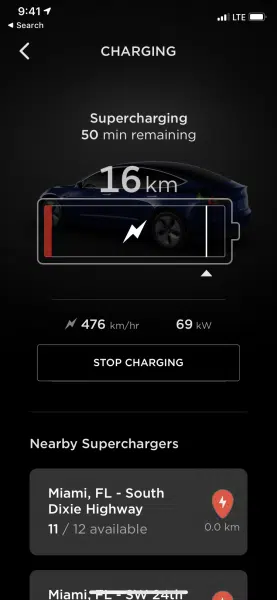 9:41 LTE
◀ Search
CHARGING
Supercharging
50 min remaining
16 km
476 km/hr 69 kW
STOP CHARGING
Nearby Superchargers
Miami, FL - South
Dixie Highway
11 / 12 available
0.0 km
Miami, FL - SW 24th